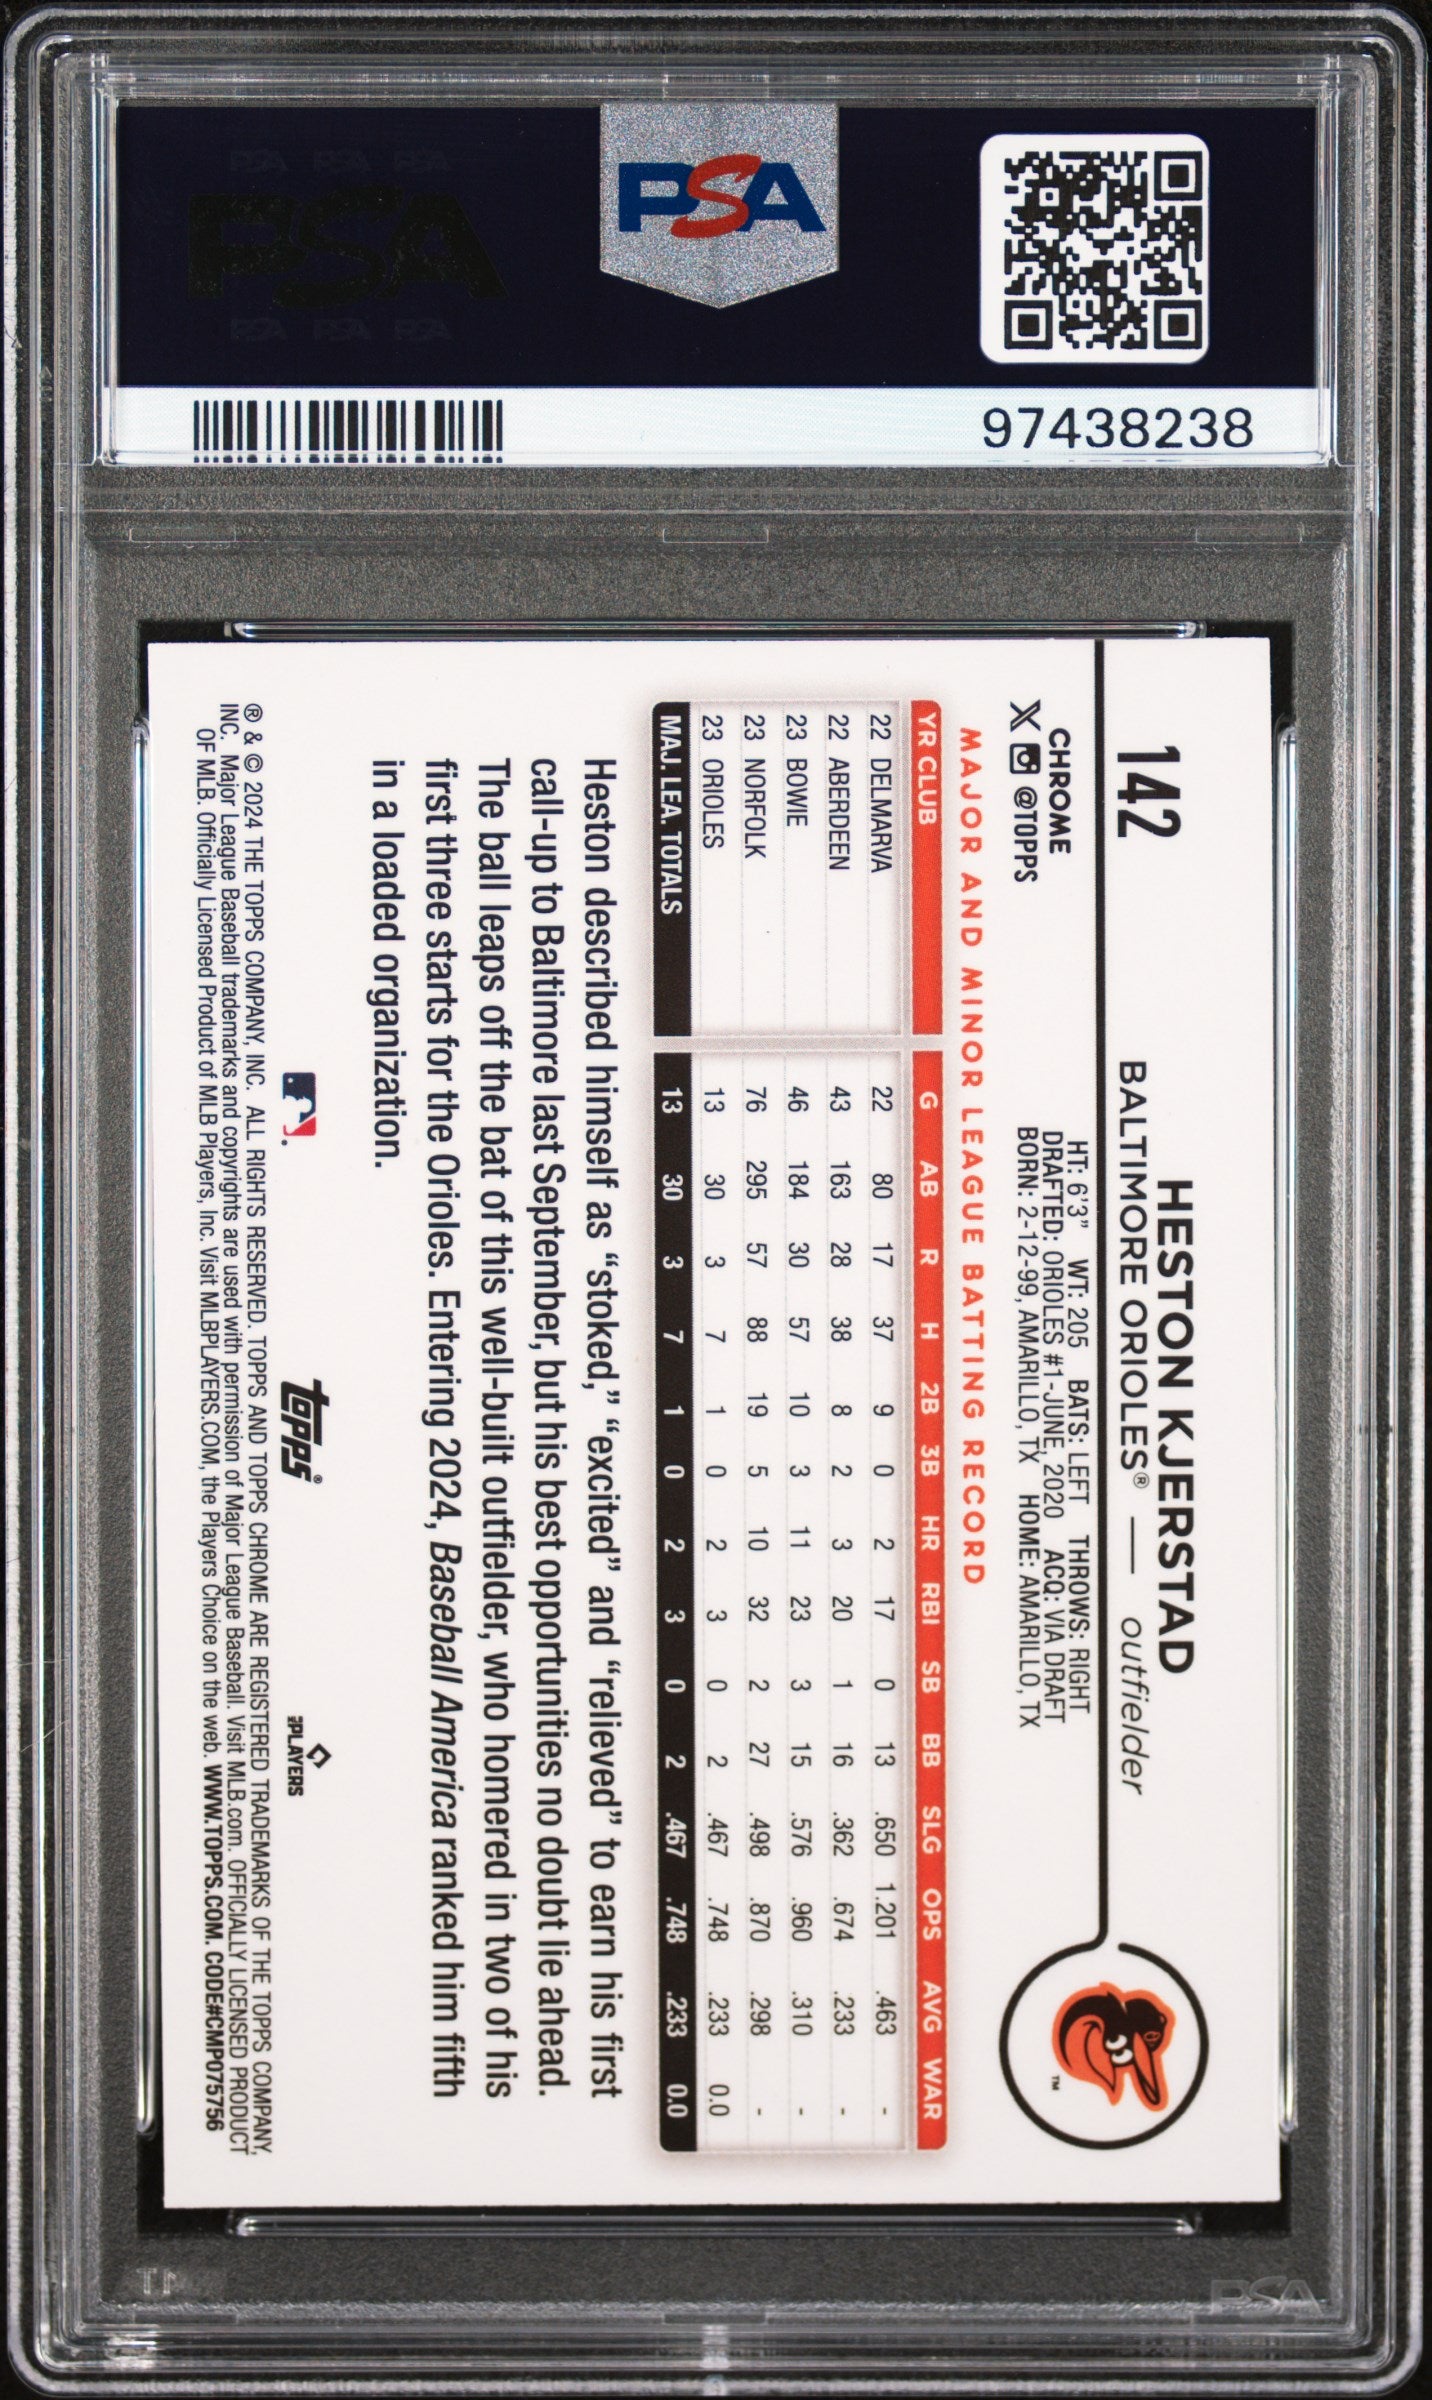 PSA PSA PSA
PSA
PSA PSA PSA
PSA
97438238
142
HESTON KJERSTAD
BALTIMORE ORIOLES® — outfielder
CHROME
X @TOPPS
HT: 6'3" WT: 205 BATS: LEFT THROWS: RIGHT
DRAFTED: ORIOLES #1-JUNE, 2020 ACQ: VIA DRAFT
BORN: 2-12-99, AMARILLO, TX HOME: AMARILLO, TX
TM
MAJOR AND MINOR LEAGUE BATTING RECORD
YR CLUB G AB R H 2B 3B HR RBI SB BB SLG OPS AVG WAR
22 DELMARVA 22 80 17 37 9 0 2 17 0 13 .650 1.201 .463 -
22 ABERDEEN 43 163 28 38 8 2 3 20 1 16 .362 .674 .233 -
23 BOWIE 46 184 30 57 10 3 11 23 3 15 .576 .960 .310 -
23 NORFOLK 76 295 57 88 19 5 10 32 2 27 .498 .870 .298 -
23 ORIOLES 13 30 3 7 1 0 2 3 0 2 .467 .748 .233 0.0
MAJ. LEA. TOTALS 13 30 3 7 1 0 2 3 0 2 .467 .748 .233 0.0
Heston described himself as “stoked,” “excited” and “relieved” to earn his first
call-up to Baltimore last September, but his best opportunities no doubt lie ahead.
The ball leaps off the bat of this well-built outfielder, who homered in two of his
first three starts for the Orioles. Entering 2024, Baseball America ranked him fifth
in a loaded organization.
topps®
PLAYERS
® & © 2024 THE TOPPS COMPANY, INC. ALL RIGHTS RESERVED. TOPPS AND TOPPS CHROME ARE REGISTERED TRADEMARKS OF THE TOPPS COMPANY,
INC. Major League Baseball trademarks and copyrights are used with permission of Major League Baseball. Visit MLB.com. OFFICIALLY LICENSED PRODUCT
OF MLB. Officially Licensed Product of MLB Players, Inc. Visit MLBPLAYERS.COM, the Players Choice on the web. WWW.TOPPS.COM. CODE#CMP075756
PSA